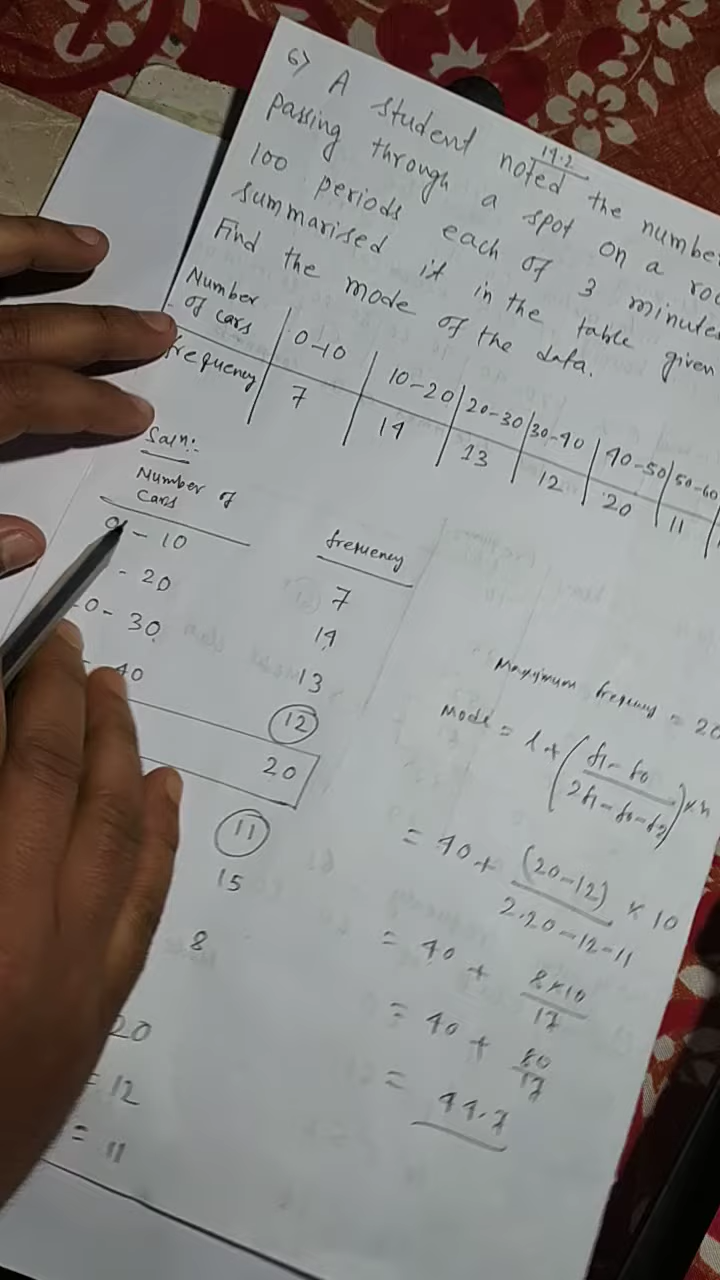 6) A student noted the number
passing through a spot on a
100 periods each of 3 minutes
summarised it in the table given
Find the mode of the data.
14.2
Number of cars 0-10 10-20 20-30 30-40 40-50 50-60
frequency 7 14 13 12 20 11
Soln:-
Number of cars frequency
0 - 10 7
- 20 14
0 - 30 13
- 40 12
20
11
15
8
20
= 12
= 11
Maximum frequency = 20
Mode = l + (f1 - f0 / 2f1 - f0 - f2) × h
= 40 + (20-12) / 2.20-12-11 × 10
= 40 + 8×10 / 17
= 40 + 80 / 17
= 44.7